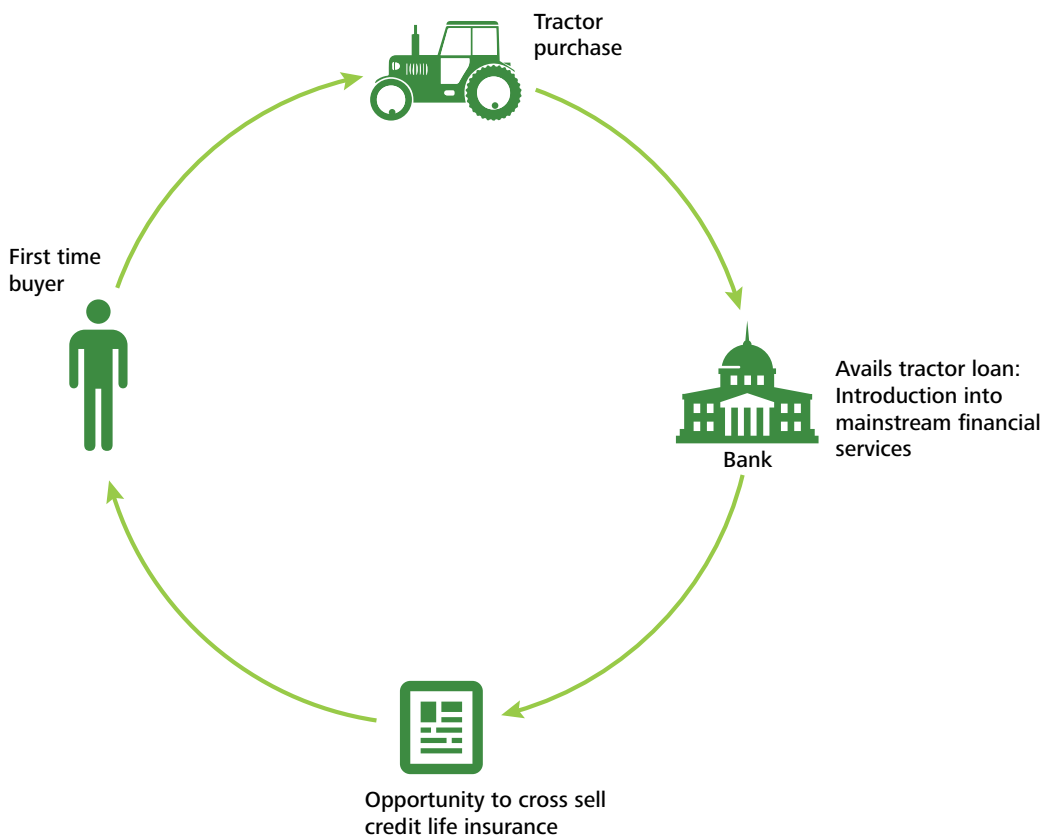 Tractor
purchase
First time
buyer
Avails tractor loan:
Introduction into
mainstream financial
services
Bank
Opportunity to cross sell
credit life insurance